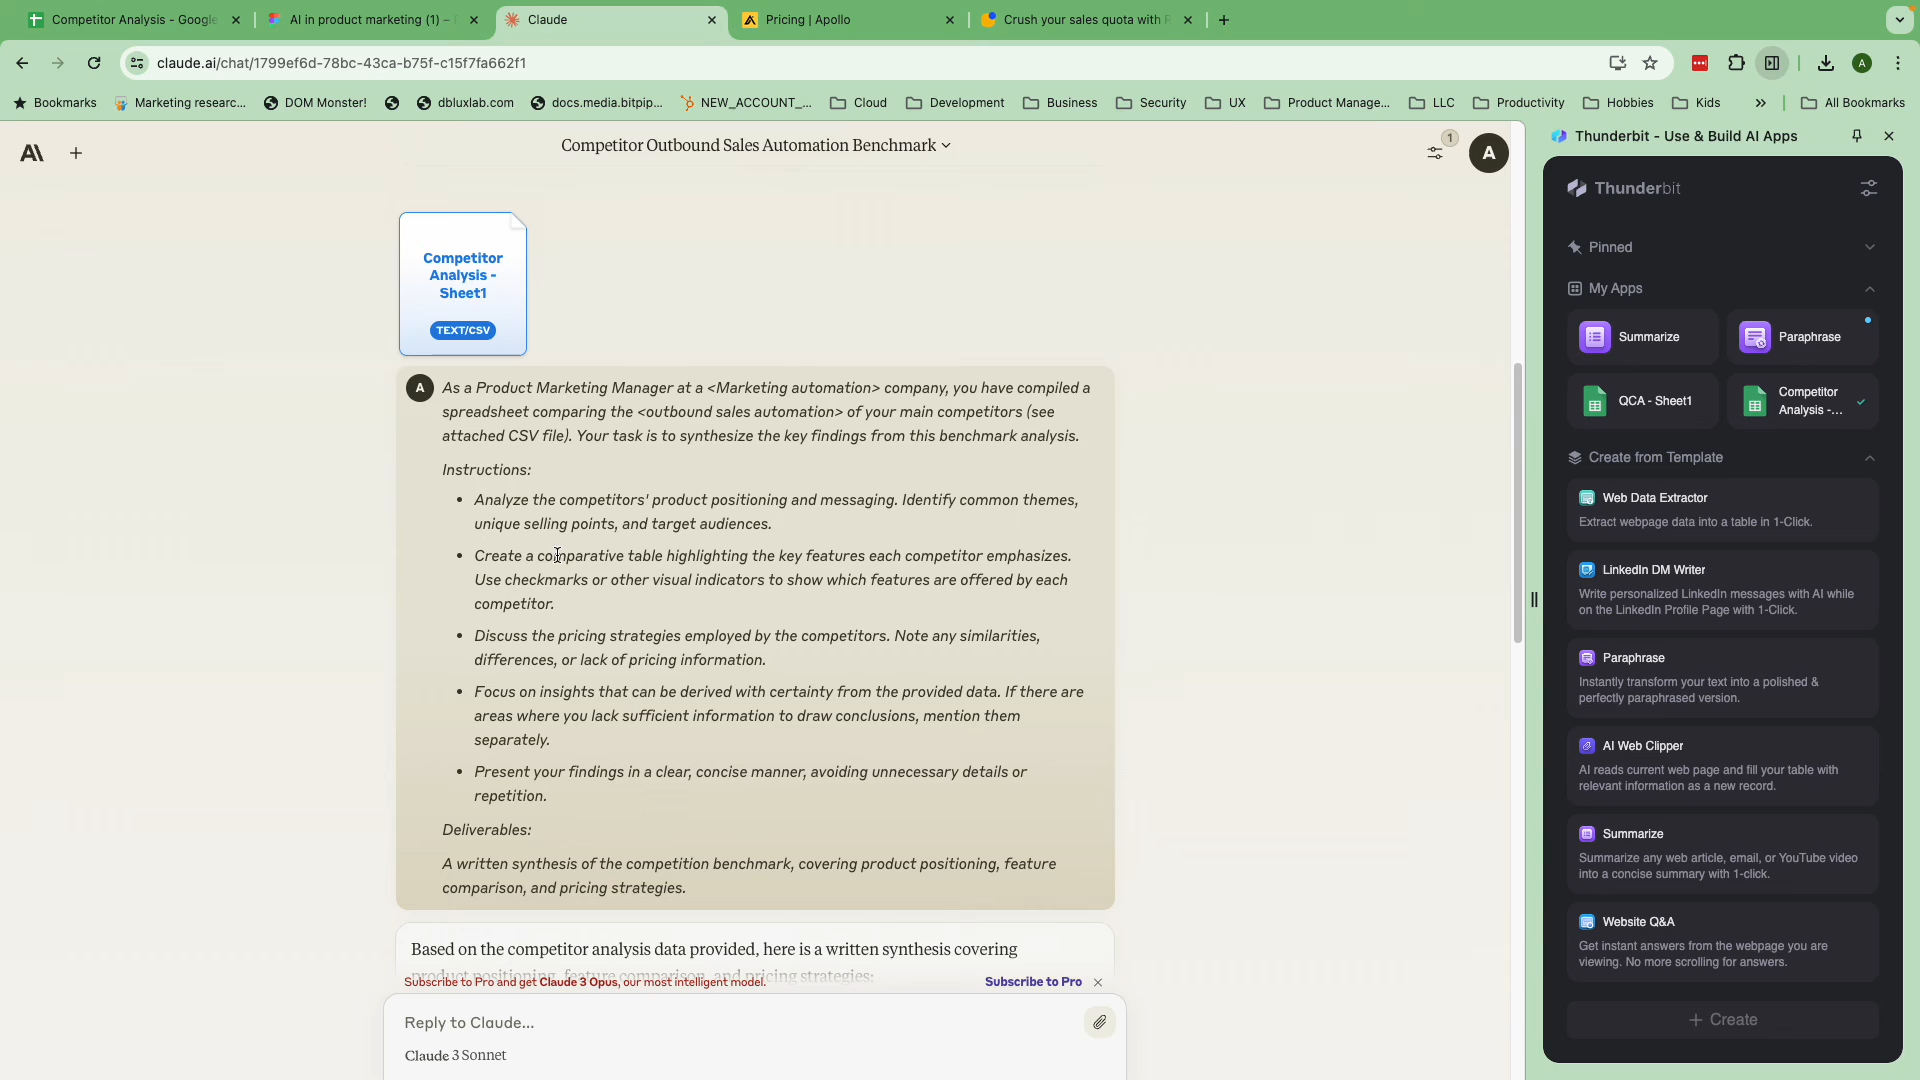 Competitor Analysis - Google
AI in product marketing (1) –
Claude
Pricing | Apollo
Crush your sales quota with
claude.ai/chat/1799ef6d-78bc-43ca-b75f-c15f7fa662f1
A
Bookmarks
Marketing researc...
DOM Monster!
dbluxlab.com
docs.media.bitpip...
NEW_ACCOUNT_...
Cloud
Development
Business
Security
UX
Product Manage...
LLC
Productivity
Hobbies
Kids
»
All Bookmarks
Competitor Outbound Sales Automation Benchmark
1
A
Competitor
Analysis -
Sheet1
TEXT/CSV
A
As a Product Marketing Manager at a <Marketing automation> company, you have compiled a
spreadsheet comparing the <outbound sales automation> of your main competitors (see
attached CSV file). Your task is to synthesize the key findings from this benchmark analysis.
Instructions:
• Analyze the competitors' product positioning and messaging. Identify common themes,
unique selling points, and target audiences.
• Create a comparative table highlighting the key features each competitor emphasizes.
Use checkmarks or other visual indicators to show which features are offered by each
competitor.
• Discuss the pricing strategies employed by the competitors. Note any similarities,
differences, or lack of pricing information.
• Focus on insights that can be derived with certainty from the provided data. If there are
areas where you lack sufficient information to draw conclusions, mention them
separately.
• Present your findings in a clear, concise manner, avoiding unnecessary details or
repetition.
Deliverables:
A written synthesis of the competition benchmark, covering product positioning, feature
comparison, and pricing strategies.
Based on the competitor analysis data provided, here is a written synthesis covering
product positioning, feature comparison, and pricing strategies:
Subscribe to Pro and get Claude 3 Opus, our most intelligent model.
Subscribe to Pro
Reply to Claude...
Claude 3 Sonnet
Thunderbit - Use & Build AI Apps
Thunderbit
Pinned
My Apps
Summarize
Paraphrase
QCA - Sheet1
Competitor
Analysis -...
Create from Template
Web Data Extractor
Extract webpage data into a table in 1-Click.
LinkedIn DM Writer
Write personalized LinkedIn messages with AI while
on the LinkedIn Profile Page with 1-Click.
Paraphrase
Instantly transform your text into a polished &
perfectly paraphrased version.
AI Web Clipper
AI reads current web page and fill your table with
relevant information as a new record.
Summarize
Summarize any web article, email, or YouTube video
into a concise summary with 1-click.
Website Q&A
Get instant answers from the webpage you are
viewing. No more scrolling for answers.
+ Create